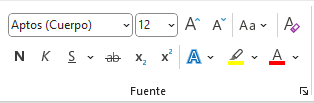 Aptos (Cuerpo) 12 A A Aa A
N K S ab x₂ x² A A
Fuente